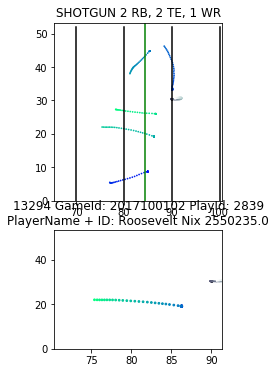 SHOTGUN 2 RB, 2 TE, 1 WR
50
40
30
20
10
0
70 80 90 100
13294 GameId: 2017100102 PlayId: 2839
PlayerName + ID: Roosevelt Nix 2550235.0
40
20
0
75 80 85 90